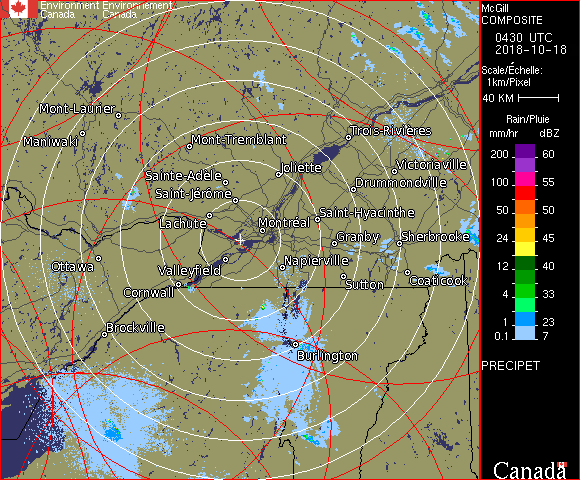 Environment Environnement
Canada Canada
McGill
COMPOSITE
0430 UTC
2018-10-18
Scale/Échelle:
1km/Pixel
40 KM
Rain/Pluie
mm/hr dBZ
200 60
100 55
50 50
24 45
12 40
4 33
1 23
0.1 7
PRECIPET
Canada
Mont-Laurier
Maniwaki
Mont-Tremblant
Trois-Rivières
Joliette
Victoriaville
Sainte-Adèle
Drummondville
Saint-Jérôme
Saint-Hyacinthe
Lachute
Montréal
Granby
Sherbrooke
Ottawa
Valleyfield
Napierville
Cornwall
Sutton
Coaticook
Brockville
Burlington